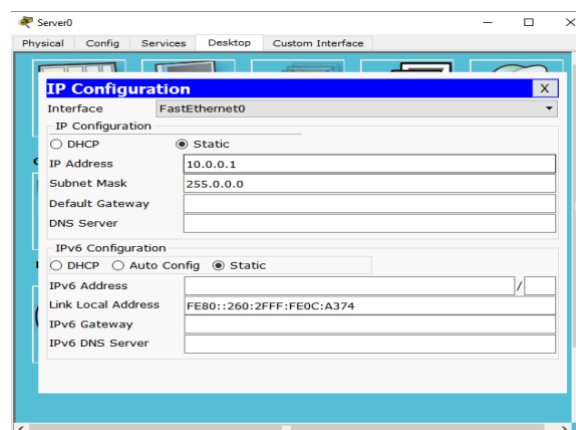 Server0
Physical Config Services Desktop Custom Interface
IP Configuration X
Interface FastEthernet0
IP Configuration
DHCP Static
IP Address 10.0.0.1
Subnet Mask 255.0.0.0
Default Gateway
DNS Server
IPv6 Configuration
DHCP Auto Config Static
IPv6 Address /
Link Local Address FE80::260:2FFF:FE0C:A374
IPv6 Gateway
IPv6 DNS Server